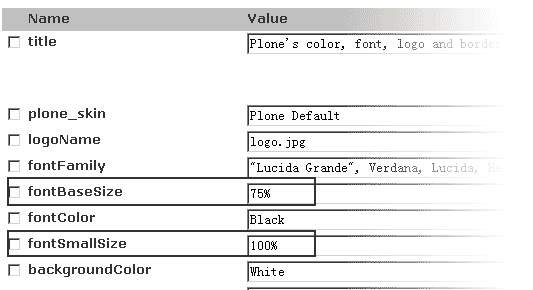 Name Value
title Plone's color, font, logo and border
plone_skin Plone Default
logoName logo.jpg
fontFamily "Lucida Grande", Verdana, Lucida, He
fontBaseSize 75%
fontColor Black
fontSmallSize 100%
backgroundColor White